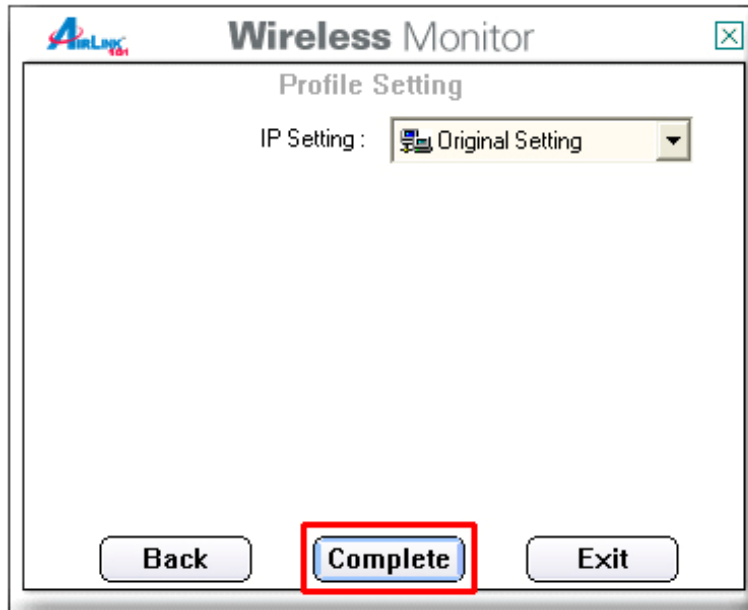 AirLink 101
Wireless Monitor
Profile Setting
IP Setting : Original Setting
Back Complete Exit